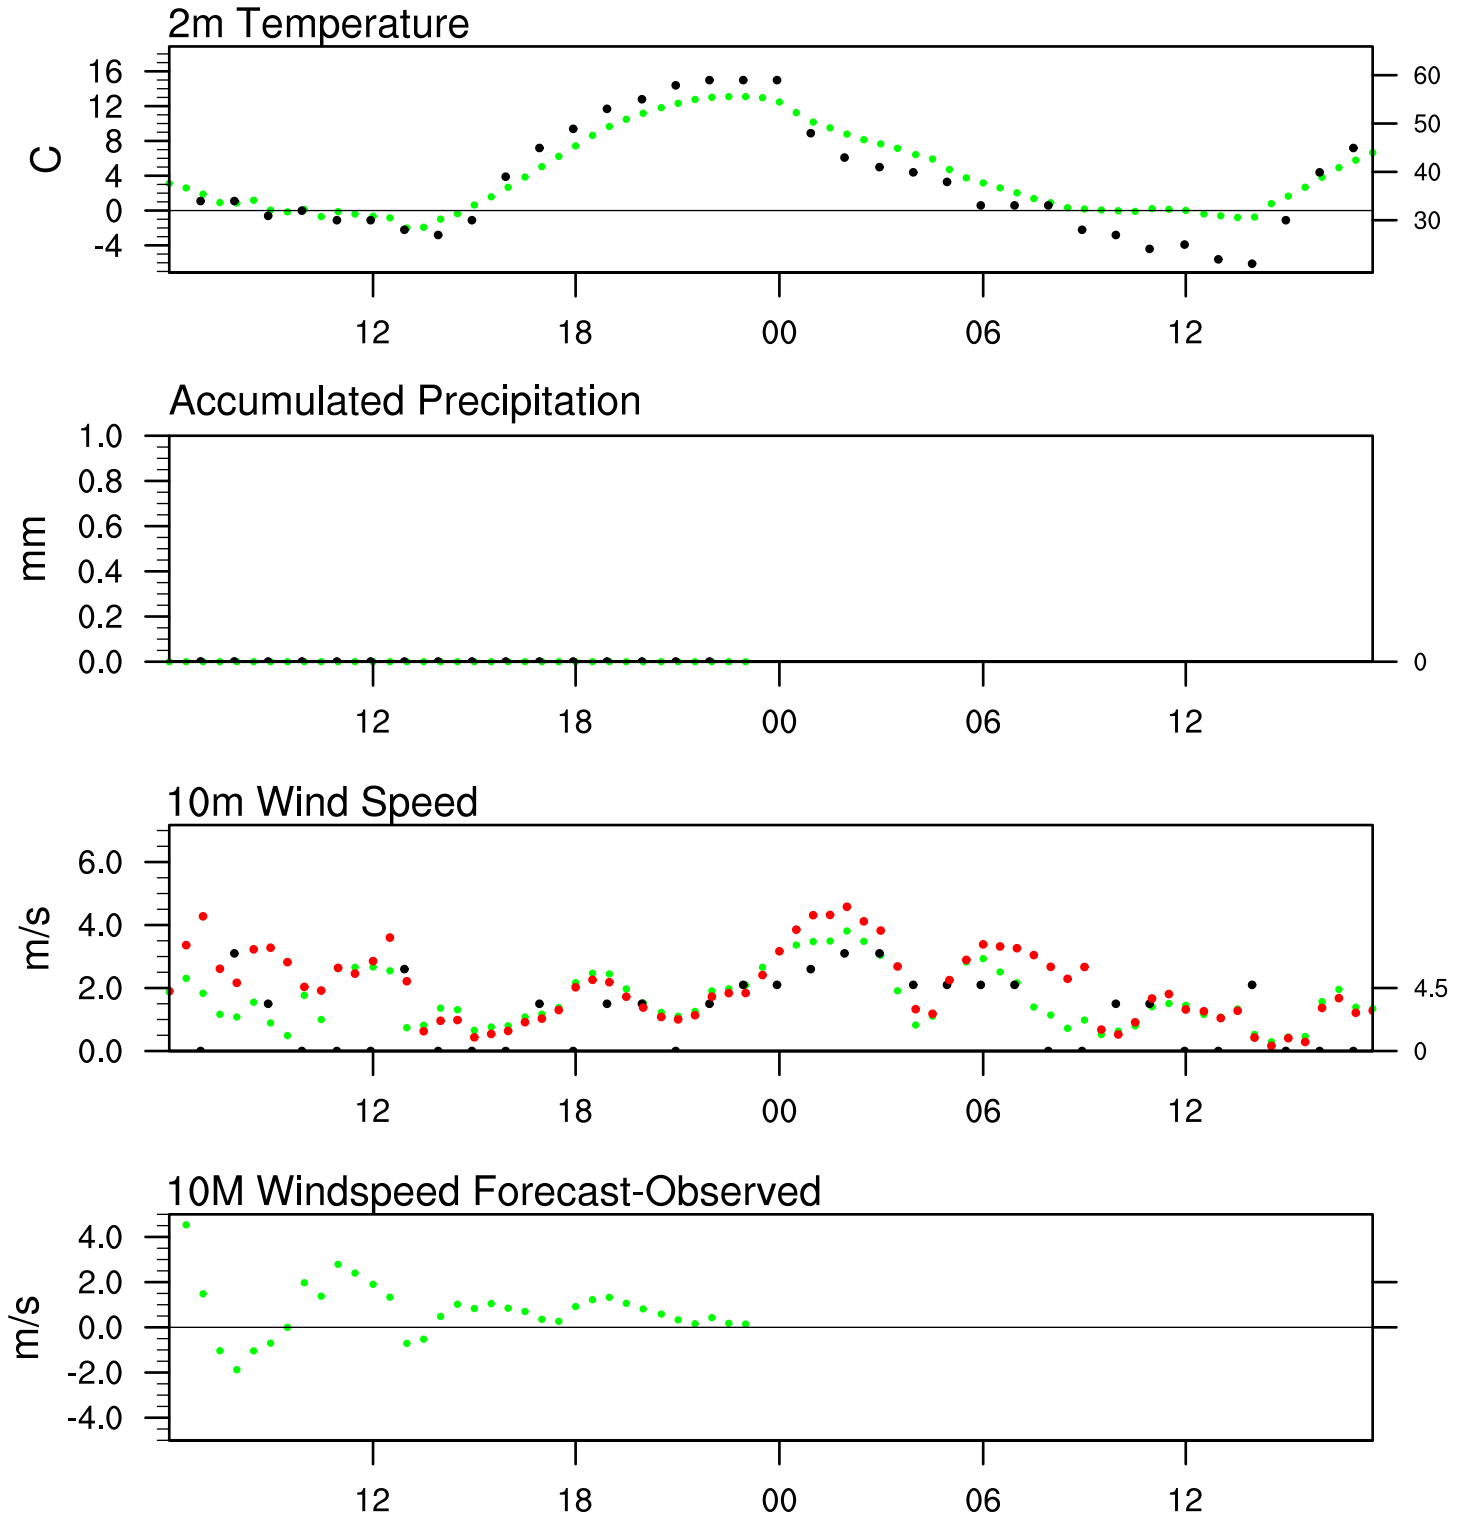 2m Temperature
16
12
8
4
0
-4
C
60
50
40
30
12 18 00 06 12
Accumulated Precipitation
1.0
0.8
0.6
0.4
0.2
0.0
mm
0
12 18 00 06 12
10m Wind Speed
6.0
4.0
2.0
0.0
m/s
4.5
0
12 18 00 06 12
10M Windspeed Forecast-Observed
4.0
2.0
0.0
-2.0
-4.0
m/s
12 18 00 06 12